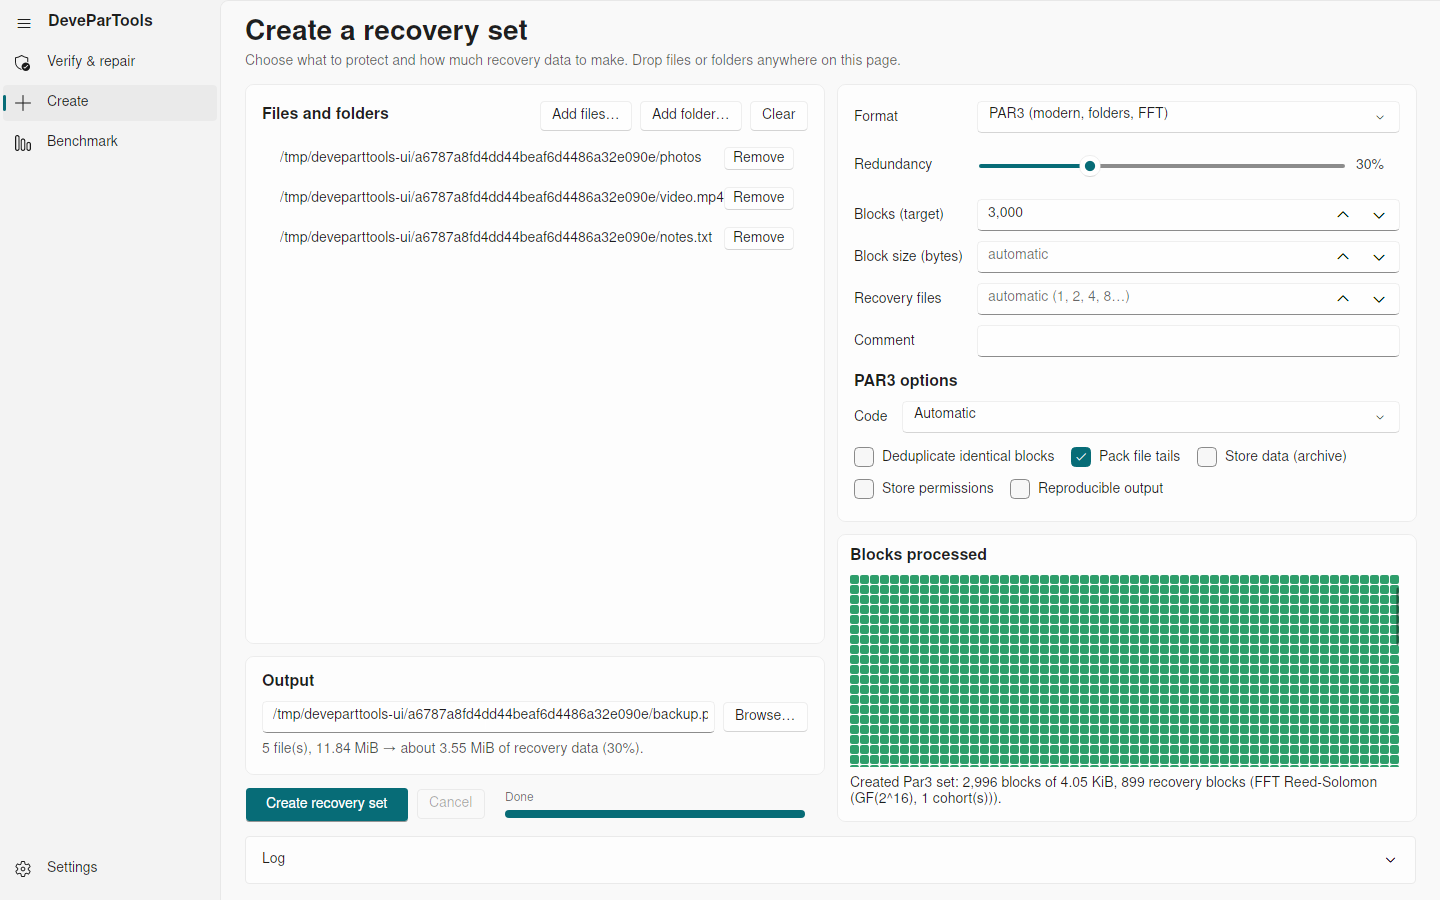 DeveParTools
Verify & repair
Create
Benchmark
Settings
Create a recovery set
Choose what to protect and how much recovery data to make. Drop files or folders anywhere on this page.
Files and folders
Add files...
Add folder...
Clear
/tmp/deveparttools-ui/a6787a8fd4dd44beaf6d4486a32e090e/photos
Remove
/tmp/deveparttools-ui/a6787a8fd4dd44beaf6d4486a32e090e/video.mp4
Remove
/tmp/deveparttools-ui/a6787a8fd4dd44beaf6d4486a32e090e/notes.txt
Remove
Output
/tmp/deveparttools-ui/a6787a8fd4dd44beaf6d4486a32e090e/backup.p
Browse...
5 file(s), 11.84 MiB → about 3.55 MiB of recovery data (30%).
Create recovery set
Cancel
Done
Format
PAR3 (modern, folders, FFT)
Redundancy
30%
Blocks (target)
3,000
Block size (bytes)
automatic
Recovery files
automatic (1, 2, 4, 8...)
Comment
PAR3 options
Code
Automatic
Deduplicate identical blocks
Pack file tails
Store data (archive)
Store permissions
Reproducible output
Blocks processed
Created Par3 set: 2,996 blocks of 4.05 KiB, 899 recovery blocks (FFT Reed-Solomon
(GF(2^16), 1 cohort(s))).
Log